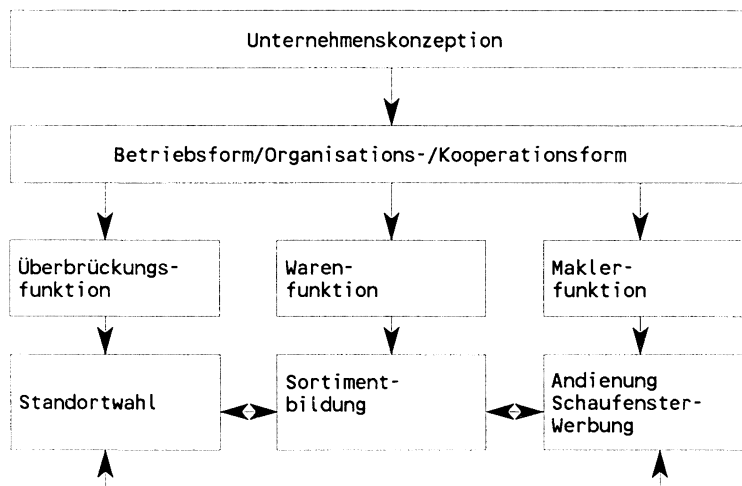 Unternehmenskonzeption
Betriebsform/Organisations-/Kooperationsform
Überbrückungs-
funktion
Waren-
funktion
Makler-
funktion
Standortwahl
Sortiment-
bildung
Andienung
Schaufenster-
Werbung